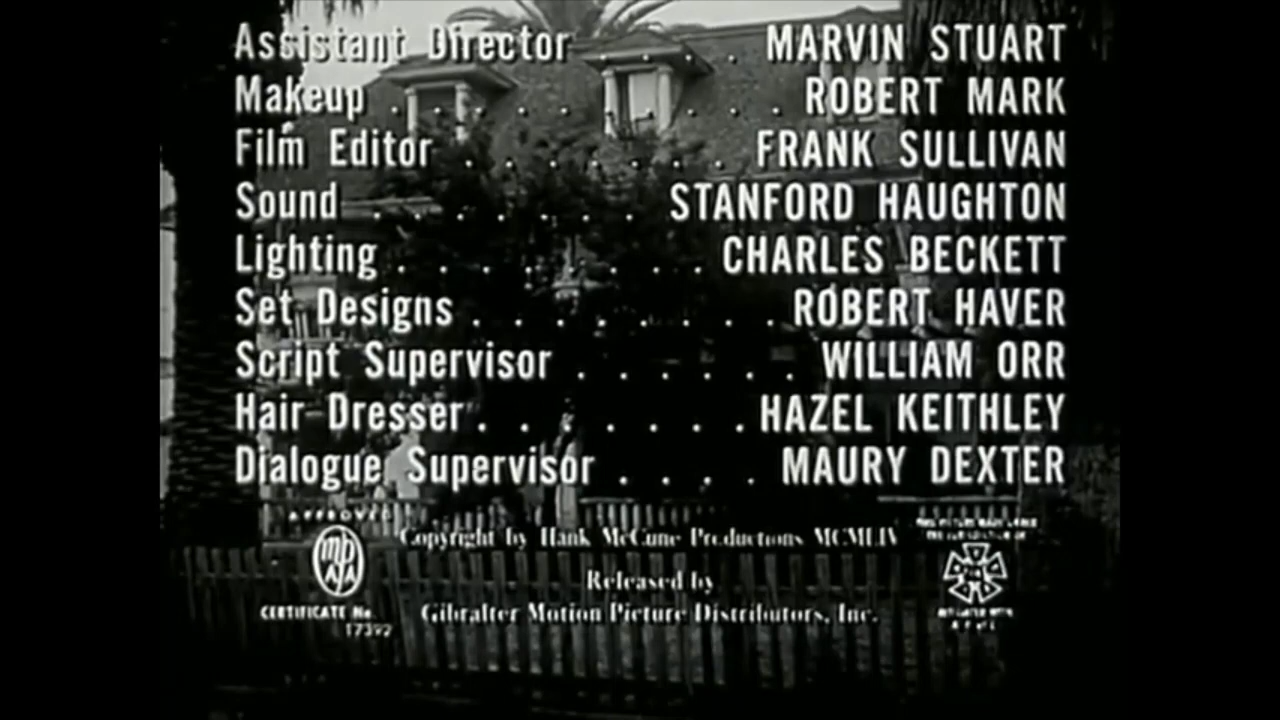 Assistant Director . . . . MARVIN STUART
Makeup . . . . . . . . . ROBERT MARK
Film Editor . . . . . . . FRANK SULLIVAN
Sound . . . . . . . STANFORD HAUGHTON
Lighting . . . . . . . . CHARLES BECKETT
Set Designs . . . . . . . . ROBERT HAVER
Script Supervisor . . . . . . WILLIAM ORR
Hair Dresser . . . . . . . HAZEL KEITHLEY
Dialogue Supervisor . . . . MAURY DEXTER
APPROVED
MPAA
CERTIFICATE No.
17392
Copyright by Hank McCune Productions MCMLIV
Released by
Gibralter Motion Picture Distributors, Inc.